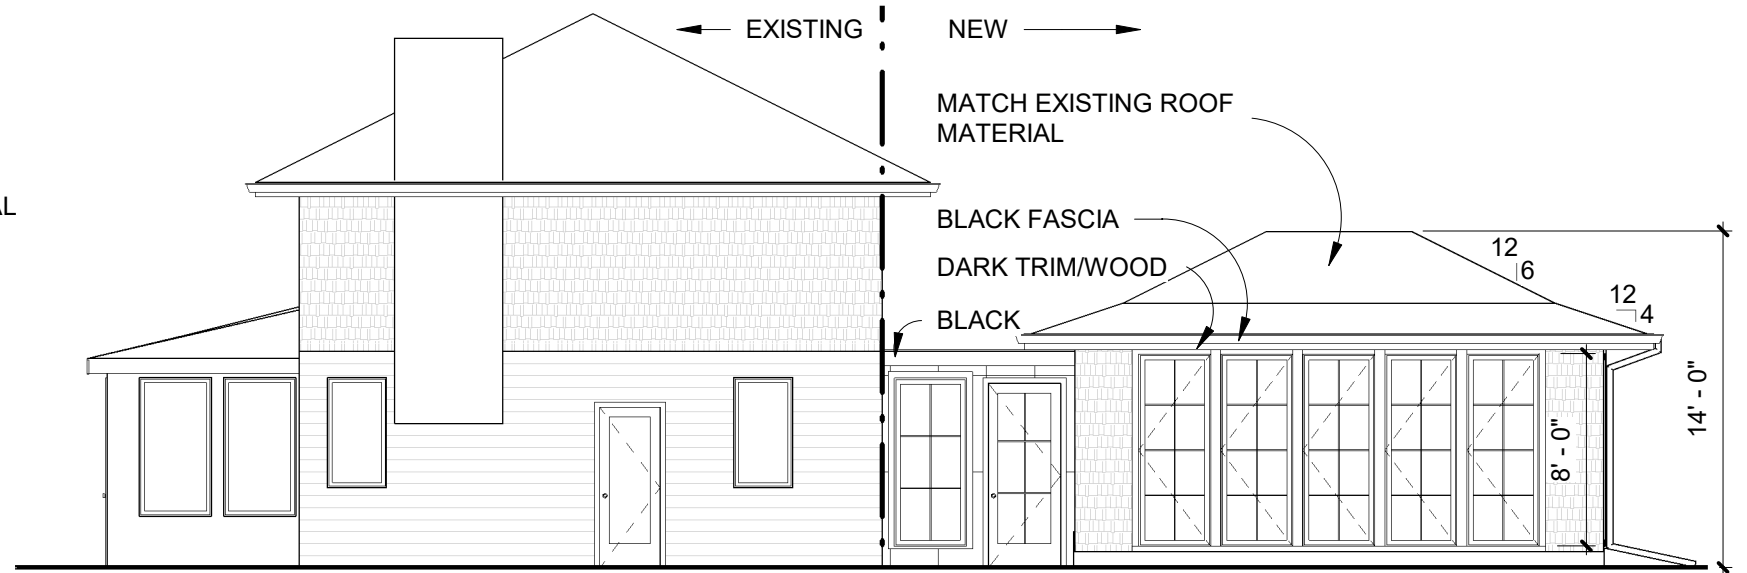 EXISTING
NEW
MATCH EXISTING ROOF
MATERIAL
AL
BLACK FASCIA
DARK TRIM/WOOD
BLACK
12
6
12
4
8' - 0"
14' - 0"